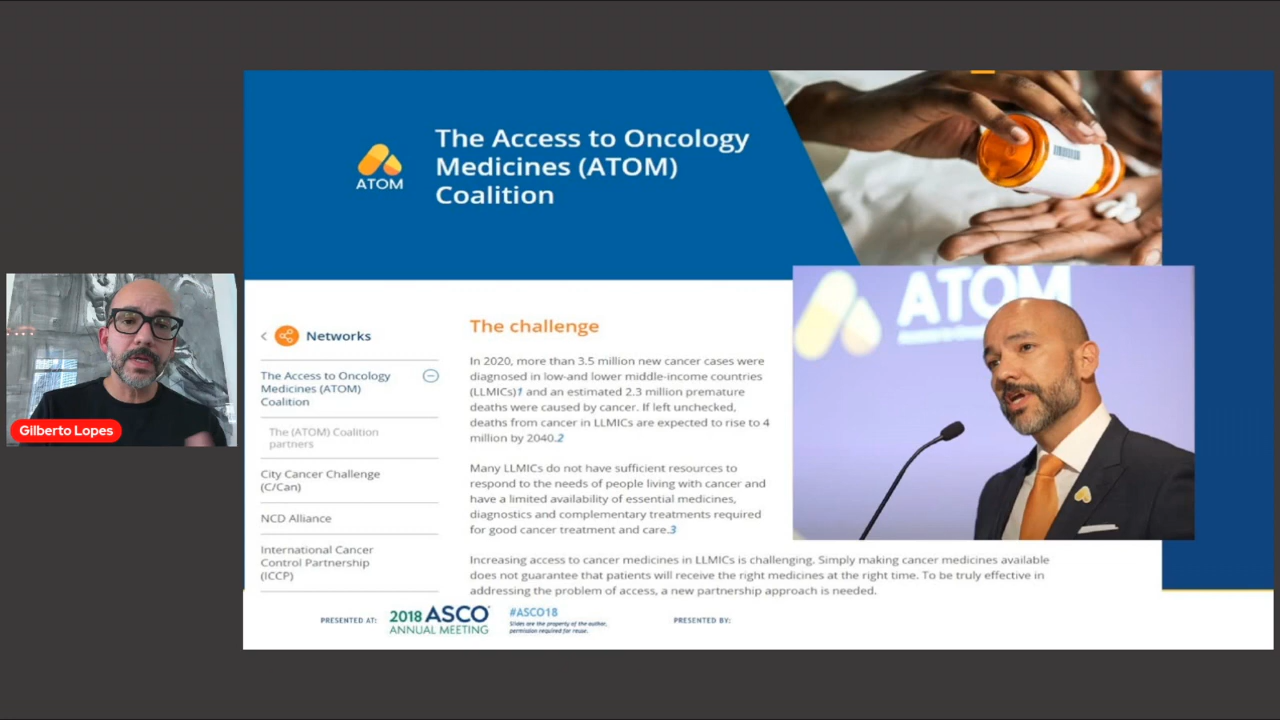 The Access to Oncology
Medicines (ATOM)
Coalition
ATOM
ATOM
Networks
The Access to Oncology
Medicines (ATOM)
Coalition
The (ATOM) Coalition
partners
City Cancer Challenge
(C/Can)
NCD Alliance
International Cancer
Control Partnership
(ICCP)
The challenge
In 2020, more than 3.5 million new cancer cases were
diagnosed in low-and lower middle-income countries
(LLMICs)1 and an estimated 2.3 million premature
deaths were caused by cancer. If left unchecked,
deaths from cancer in LLMICs are expected to rise to 4
million by 2040.2
Many LLMICs do not have sufficient resources to
respond to the needs of people living with cancer and
have a limited availability of essential medicines,
diagnostics and complementary treatments required
for good cancer treatment and care.3
Increasing access to cancer medicines in LLMICs is challenging. Simply making cancer medicines available
does not guarantee that patients will receive the right medicines at the right time. To be truly effective in
addressing the problem of access, a new partnership approach is needed.
Gilberto Lopes
PRESENTED AT:
2018 ASCO
ANNUAL MEETING
#ASCO18
Slides are the property of the author,
permission required for reuse.
PRESENTED BY: